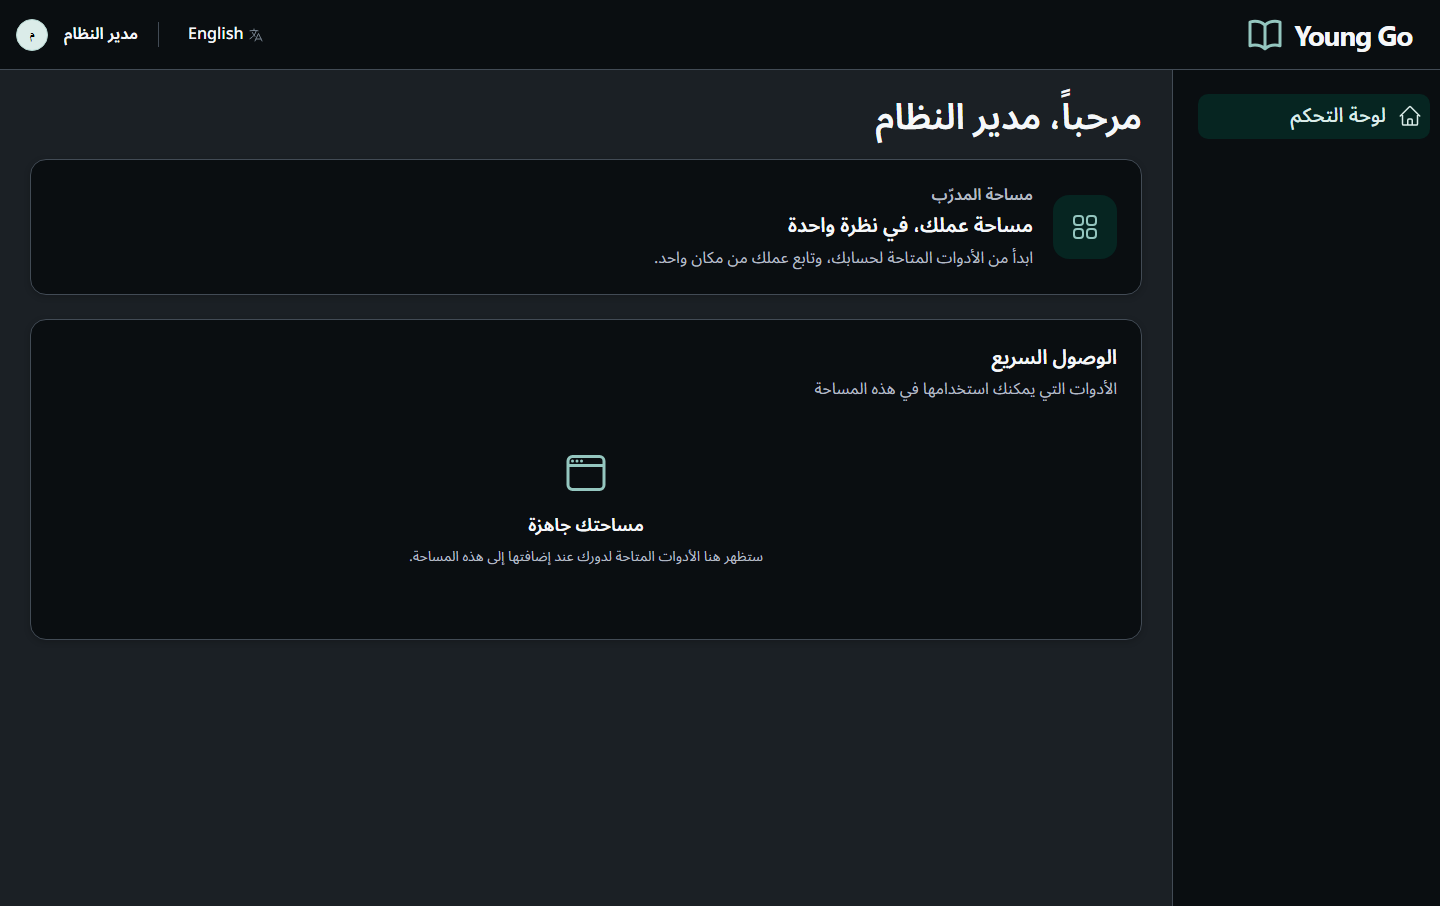 Young Go
English
مدير النظام
م
لوحة التحكم
مرحباً، مدير النظام
مساحة المدرّب
مساحة عملك، في نظرة واحدة
ابدأ من الأدوات المتاحة لحسابك، وتابع عملك من مكان واحد.
الوصول السريع
الأدوات التي يمكنك استخدامها في هذه المساحة
مساحتك جاهزة
ستظهر هنا الأدوات المتاحة لدورك عند إضافتها إلى هذه المساحة.